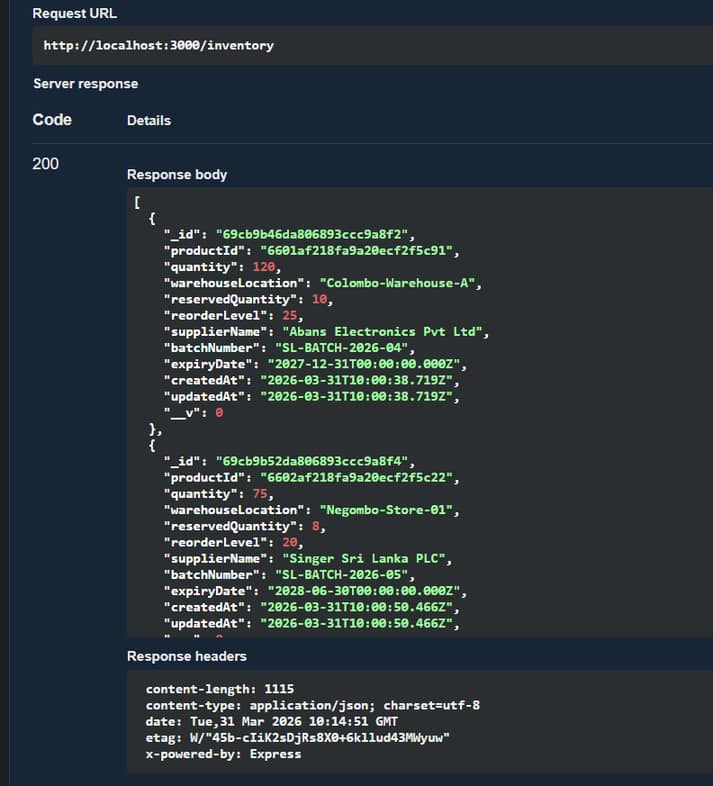 Request URL
http://localhost:3000/inventory
Server response
Code Details
200
Response body
[
  {
    "_id": "69cb9b46da806893ccc9a8f2",
    "productId": "6601af218fa9a20ecf2f5c91",
    "quantity": 120,
    "warehouseLocation": "Colombo-Warehouse-A",
    "reservedQuantity": 10,
    "reorderLevel": 25,
    "supplierName": "Abans Electronics Pvt Ltd",
    "batchNumber": "SL-BATCH-2026-04",
    "expiryDate": "2027-12-31T00:00:00.000Z",
    "createdAt": "2026-03-31T10:00:38.719Z",
    "updatedAt": "2026-03-31T10:00:38.719Z",
    "__v": 0
  },
  {
    "_id": "69cb9b52da806893ccc9a8f4",
    "productId": "6602af218fa9a20ecf2f5c22",
    "quantity": 75,
    "warehouseLocation": "Negombo-Store-01",
    "reservedQuantity": 8,
    "reorderLevel": 20,
    "supplierName": "Singer Sri Lanka PLC",
    "batchNumber": "SL-BATCH-2026-05",
    "expiryDate": "2028-06-30T00:00:00.000Z",
    "createdAt": "2026-03-31T10:00:50.466Z",
    "updatedAt": "2026-03-31T10:00:50.466Z",
Response headers
content-length: 1115
content-type: application/json; charset=utf-8
date: Tue,31 Mar 2026 10:14:51 GMT
etag: W/"45b-cIiK2sDjRs8X0+6kllud43MWyuw"
x-powered-by: Express